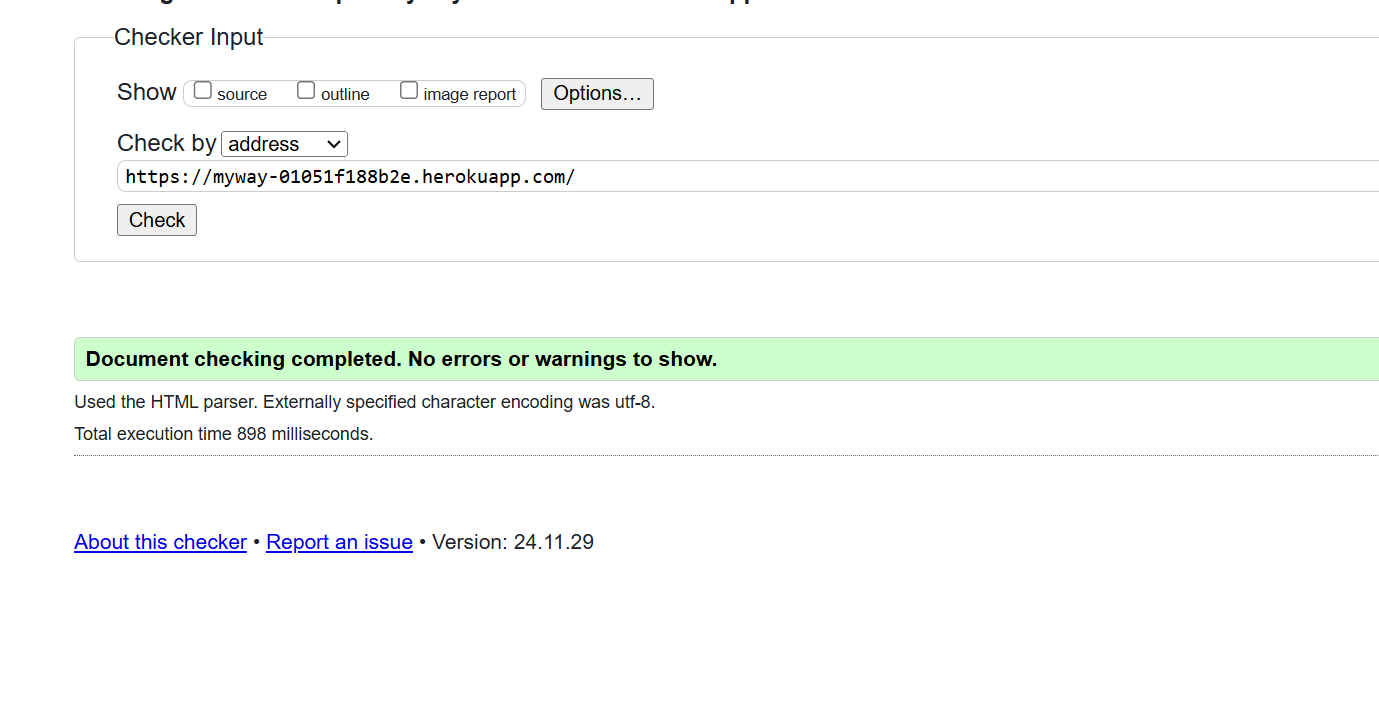 Checker Input
Show source outline image report Options…
Check by address
https://myway-01051f188b2e.herokuapp.com/
Check
Document checking completed. No errors or warnings to show.
Used the HTML parser. Externally specified character encoding was utf-8.
Total execution time 898 milliseconds.
About this checker • Report an issue • Version: 24.11.29